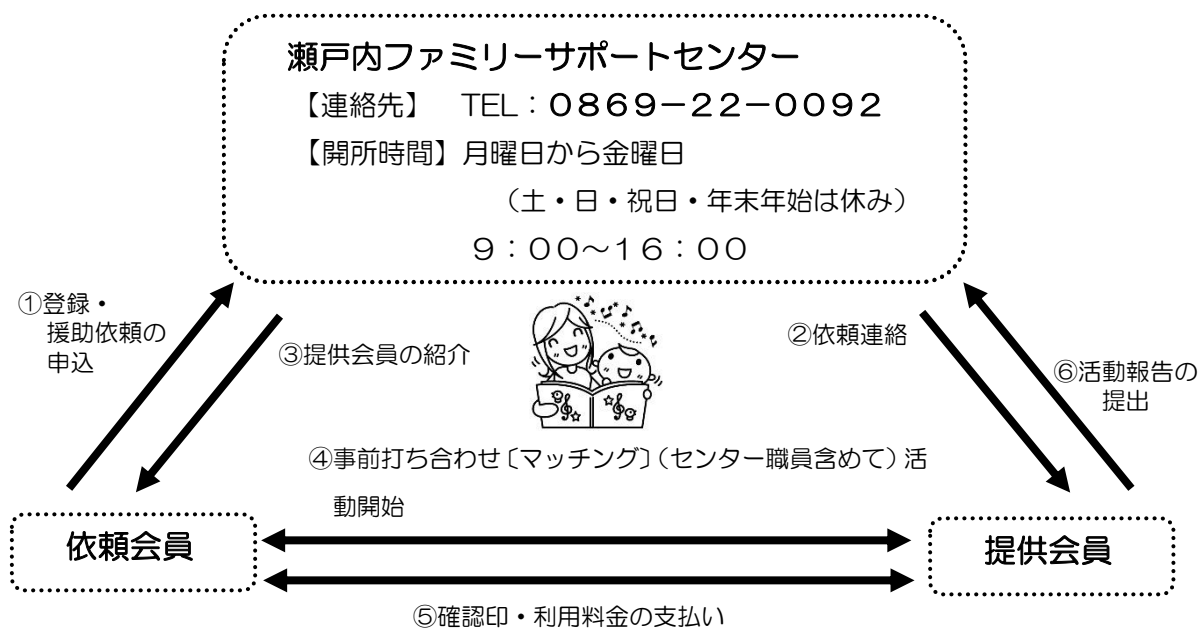 瀬戸内ファミリーサポートセンター
【連絡先】 TEL：０８６９－２２－００９２
【開所時間】月曜日から金曜日
（土・日・祝日・年末年始は休み）
９：００～１６：００
①登録・
援助依頼の
申込
③提供会員の紹介
②依頼連絡
⑥活動報告の
提出
④事前打ち合わせ〔マッチング〕（センター職員含めて）活
動開始
依頼会員
提供会員
⑤確認印・利用料金の支払い